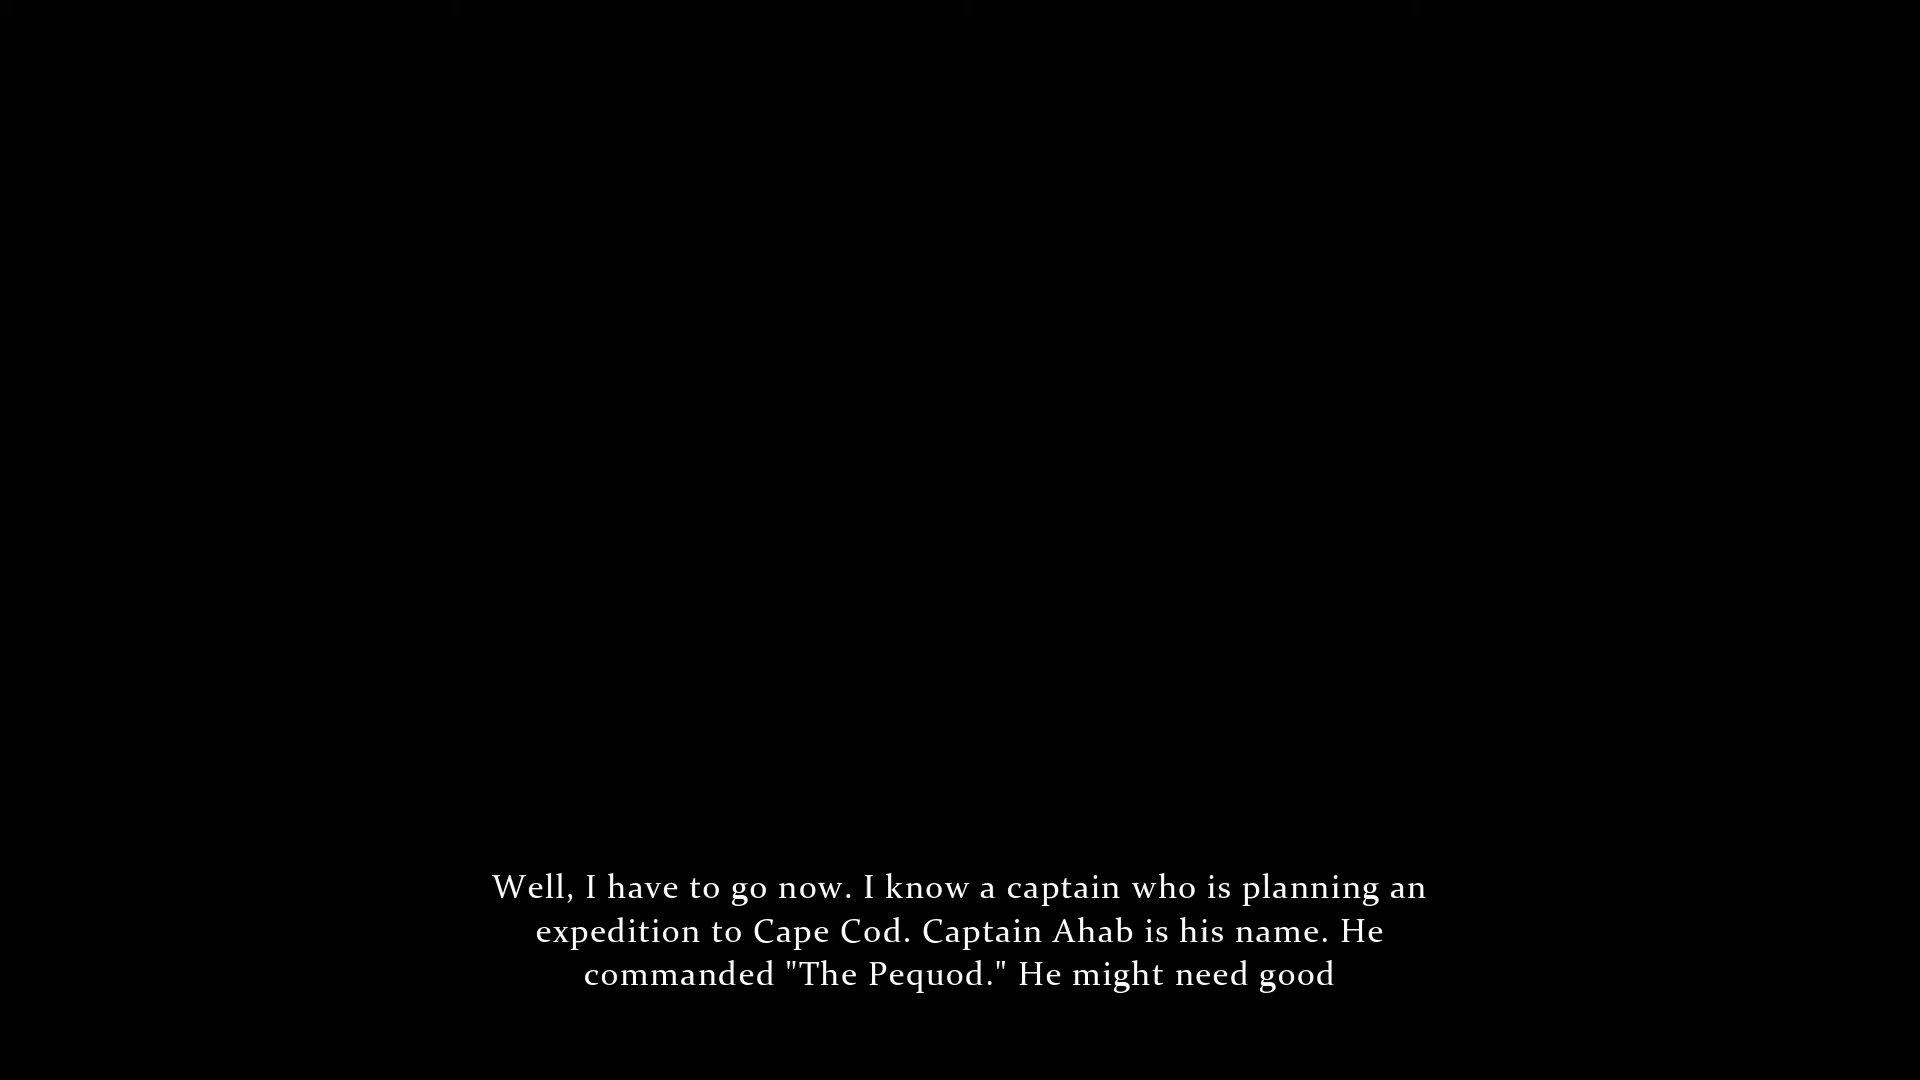 Well, I have to go now. I know a captain who is planning an
expedition to Cape Cod. Captain Ahab is his name. He
commanded "The Pequod." He might need good